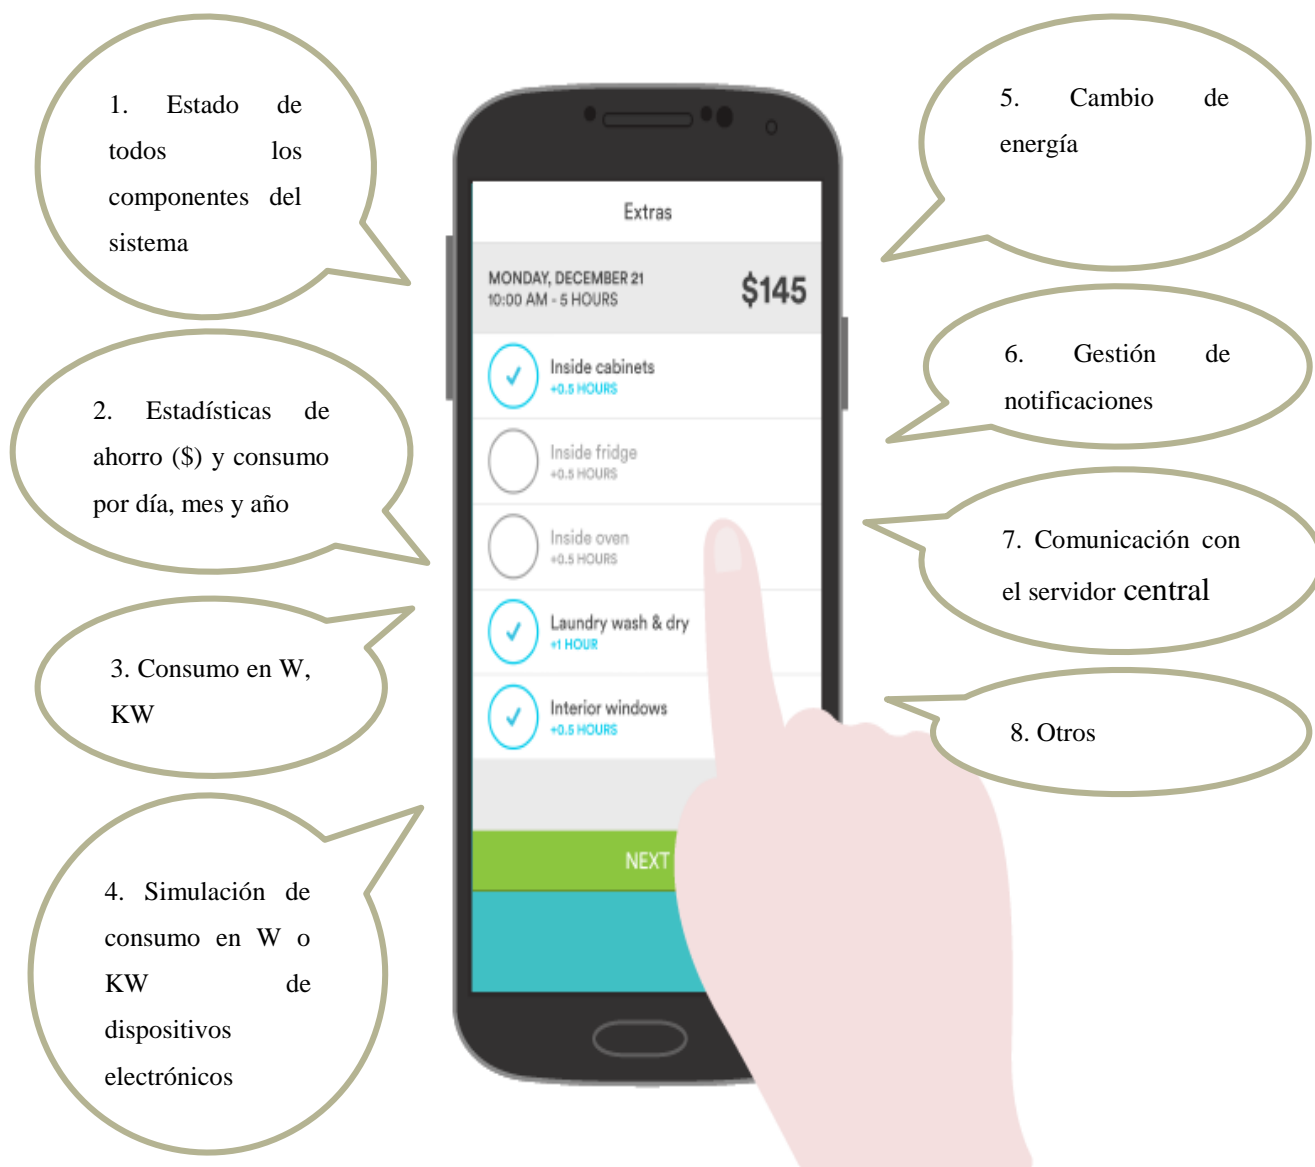 1. Estado de
todos los
componentes del
sistema
2. Estadísticas de
ahorro ($) y consumo
por día, mes y año
3. Consumo en W,
KW
4. Simulación de
consumo en W o
KW de
dispositivos
electrónicos
Extras
MONDAY, DECEMBER 21
10:00 AM - 5 HOURS
$145
Inside cabinets
+0.5 HOURS
Inside fridge
+0.5 HOURS
Inside oven
+0.5 HOURS
Laundry wash & dry
+1 HOUR
Interior windows
+0.5 HOURS
NEXT
5. Cambio de
energía
6. Gestión de
notificaciones
7. Comunicación con
el servidor central
8. Otros